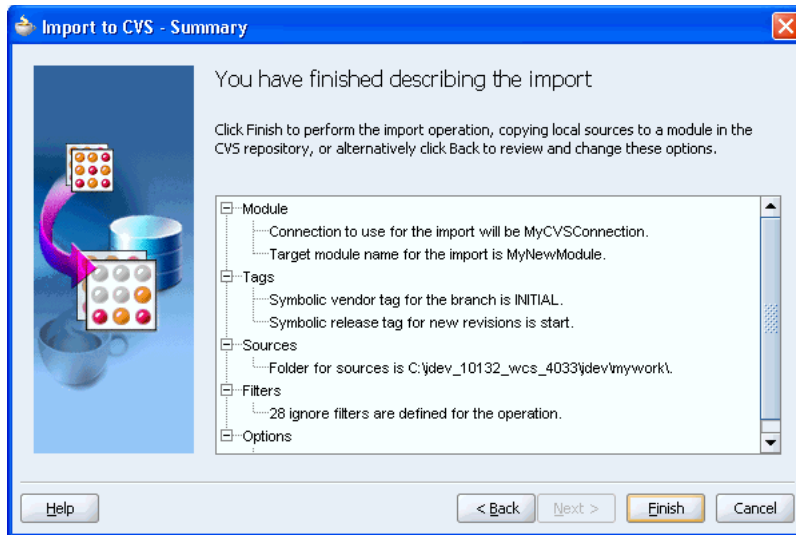 Import to CVS - Summary
You have finished describing the import
Click Finish to perform the import operation, copying local sources to a module in the
CVS repository, or alternatively click Back to review and change these options.
Module
Connection to use for the import will be MyCVSConnection.
Target module name for the import is MyNewModule.
Tags
Symbolic vendor tag for the branch is INITIAL.
Symbolic release tag for new revisions is start.
Sources
Folder for sources is C:\jdev_10132_wcs_4033\jdev\mywork\.
Filters
28 ignore filters are defined for the operation.
Options
Help
< Back
Next >
Finish
Cancel